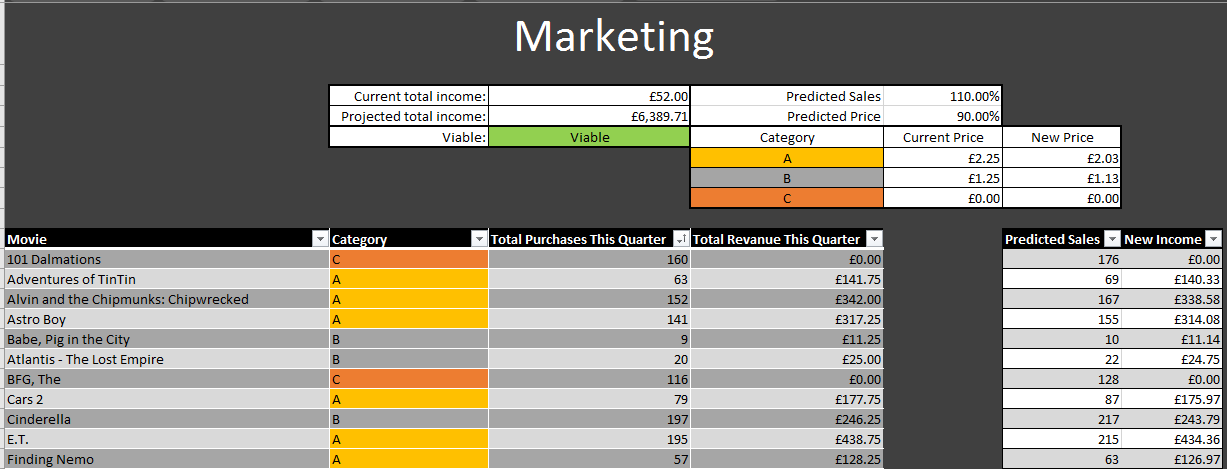 Marketing
Current total income: £52.00 Predicted Sales 110.00%
Projected total income: £6,389.71 Predicted Price 90.00%
Viable: Viable Category Current Price New Price
A £2.25 £2.03
B £1.25 £1.13
C £0.00 £0.00
Movie Category Total Purchases This Quarter Total Revanue This Quarter Predicted Sales New Income
101 Dalmations C 160 £0.00 176 £0.00
Adventures of TinTin A 63 £141.75 69 £140.33
Alvin and the Chipmunks: Chipwrecked A 152 £342.00 167 £338.58
Astro Boy A 141 £317.25 155 £314.08
Babe, Pig in the City B 9 £11.25 10 £11.14
Atlantis - The Lost Empire B 20 £25.00 22 £24.75
BFG, The C 116 £0.00 128 £0.00
Cars 2 A 79 £177.75 87 £175.97
Cinderella B 197 £246.25 217 £243.79
E.T. A 195 £438.75 215 £434.36
Finding Nemo A 57 £128.25 63 £126.97